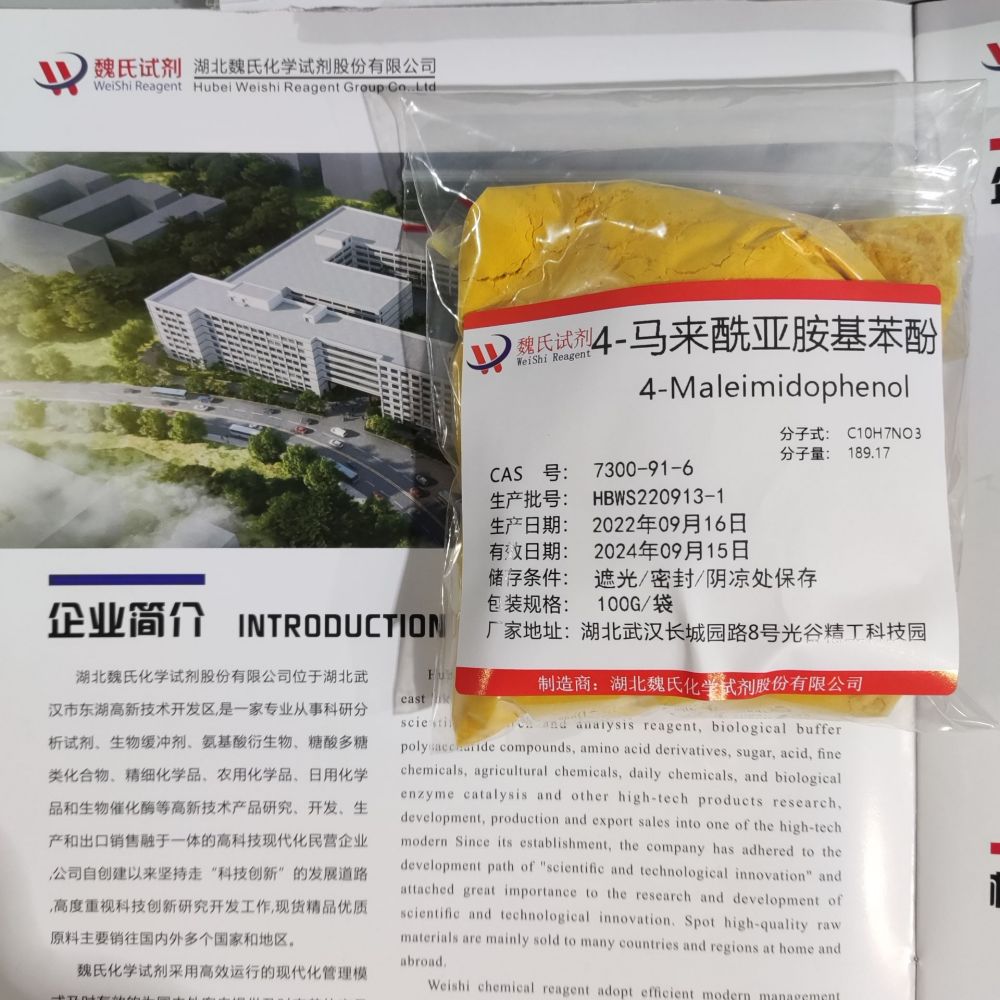 魏氏试剂 湖北魏氏化学试剂股份有限公司
WeiShi Reagent Hubei Weishi Reagent Group Co.,Ltd
魏氏试剂
WeiShi Reagent
4-马来酰亚胺基苯酚
4-Maleimidophenol
分子式: C10H7NO3
分子量: 189.17
CAS 号: 7300-91-6
生产批号: HBWS220913-1
生产日期: 2022年09月16日
有效日期: 2024年09月15日
储存条件: 遮光/密封/阴凉处保存
包装规格: 100G/袋
厂家地址: 湖北武汉长城园路8号光谷精工科技园
制造商: 湖北魏氏化学试剂股份有限公司
企业简介 INTRODUCTION
湖北魏氏化学试剂股份有限公司位于湖北武
汉市东湖高新技术开发区,是一家专业从事科研分
析试剂、生物缓冲剂、氨基酸衍生物、糖酸多糖
类化合物、精细化学品、农用化学品、日用化学
品和生物催化酶等高新技术产品研究、开发、生
产和出口销售融于一体的高科技现代化民营企业
,公司自创建以来坚持走“科技创新”的发展道路
,高度重视科技创新研究开发工作,现货精品优质
原料主要销往国内外多个国家和地区。
魏氏化学试剂采用高效运行的现代化管理模
east
and analysis reagent, biological buffer
compounds, amino acid derivatives, sugar, acid, fine
chemicals, agricultural chemicals, daily chemicals, and biological
enzyme catalysis and other high-tech products research,
development, production and export sales into one of the high-tech
modern Since its establishment, the company has adhered to the
development path of "scientific and technological innovation" and
attached great importance to the research and development of
scientific and technological innovation. Spot high-quality raw
materials are mainly sold to many countries and regions at home and
abroad.
Weishi chemical reagent adopt efficient modern management